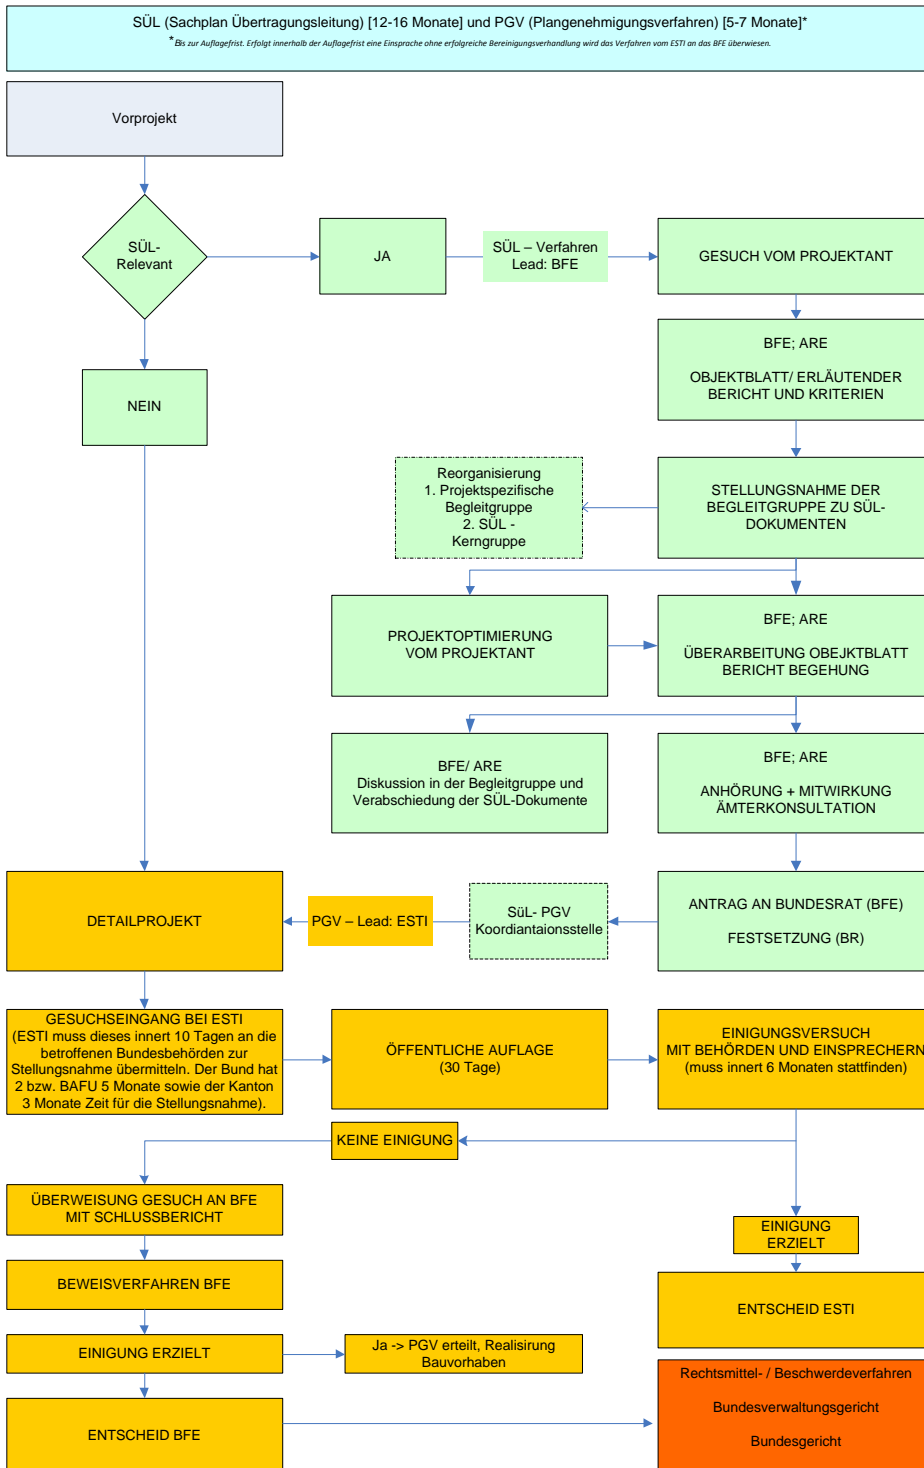 SÜL (Sachplan Übertragungsleitung) [12-16 Monate] und PGV (Plangenehmigungsverfahren) [5-7 Monate]*
*Bis zur Auflagefrist. Erfolgt innerhalb der Auflagefrist eine Einsprache ohne erfolgreiche Bereinigungsverhandlung wird das Verfahren vom ESTI an das BFE überwiesen.
Vorprojekt
SÜL-
Relevant
JA
SÜL – Verfahren
Lead: BFE
GESUCH VOM PROJEKTANT
BFE; ARE
OBJEKTBLATT/ ERLÄUTENDER
BERICHT UND KRITERIEN
NEIN
Reorganisierung
1. Projektspezifische
Begleitgruppe
2. SÜL -
Kerngruppe
STELLUNGSNAHME DER
BEGLEITGRUPPE ZU SÜL-
DOKUMENTEN
PROJEKTOPTIMIERUNG
VOM PROJEKTANT
BFE; ARE
ÜBERARBEITUNG OBEJKTBLATT
BERICHT BEGEHUNG
BFE/ ARE
Diskussion in der Begleitgruppe und
Verabschiedung der SÜL-Dokumente
BFE; ARE
ANHÖRUNG + MITWIRKUNG
ÄMTERKONSULTATION
DETAILPROJEKT
PGV – Lead: ESTI
SüL- PGV
Koordiantaionsstelle
ANTRAG AN BUNDESRAT (BFE)
FESTSETZUNG (BR)
GESUCHSEINGANG BEI ESTI
(ESTI muss dieses innert 10 Tagen an die
betroffenen Bundesbehörden zur
Stellungsnahme übermitteln. Der Bund hat
2 bzw. BAFU 5 Monate sowie der Kanton
3 Monate Zeit für die Stellungsnahme).
ÖFFENTLICHE AUFLAGE
(30 Tage)
EINIGUNGSVERSUCH
MIT BEHÖRDEN UND EINSPRECHERN
(muss innert 6 Monaten stattfinden)
KEINE EINIGUNG
ÜBERWEISUNG GESUCH AN BFE
MIT SCHLUSSBERICHT
EINIGUNG
ERZIELT
BEWEISVERFAHREN BFE
ENTSCHEID ESTI
EINIGUNG ERZIELT
Ja -> PGV erteilt, Realisirung
Bauvorhaben
ENTSCHEID BFE
Rechtsmittel- / Beschwerdeverfahren
Bundesverwaltungsgericht
Bundesgericht